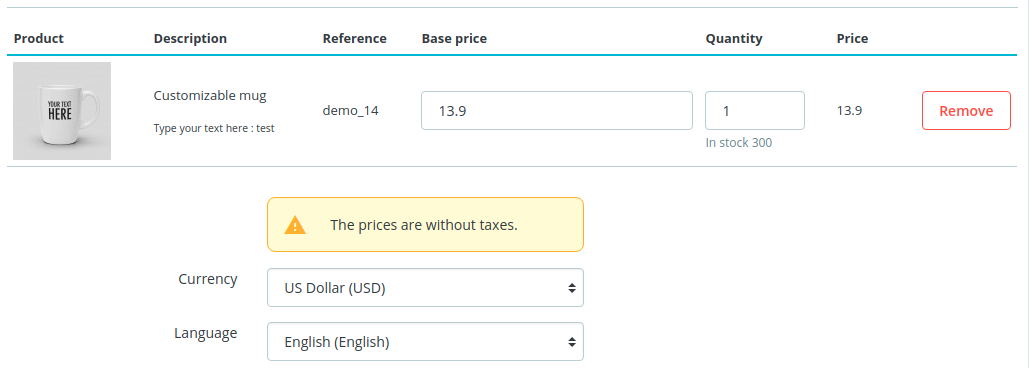 Product Description Reference Base price Quantity Price
YOUR TEXT
HERE
Customizable mug
Type your text here : test
demo_14
13.9
1
In stock 300
13.9
Remove
The prices are without taxes.
Currency
US Dollar (USD)
Language
English (English)